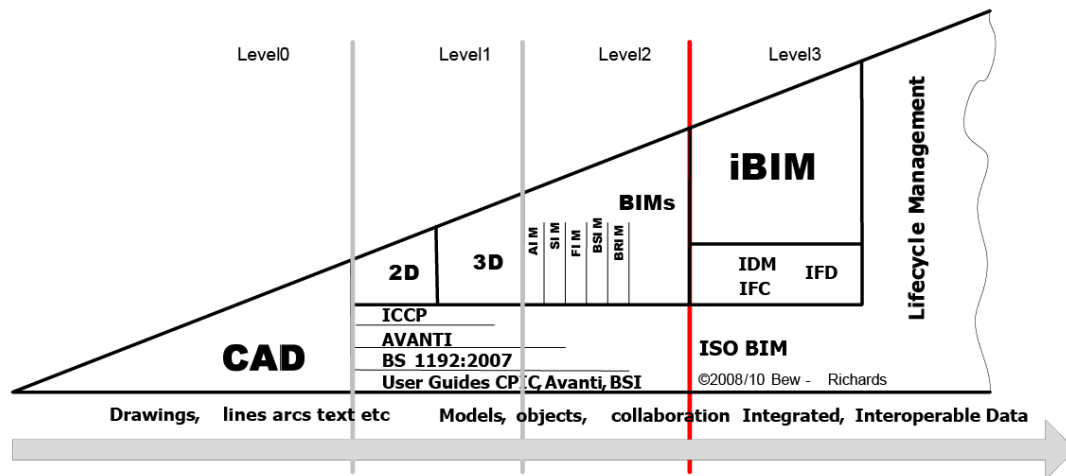 Level0
Level1
Level2
Level3
iBIM
BIMs
Lifecycle Management
AIM
SIM
FIM
BSIM
BRIM
2D
3D
IDM
IFD
IFC
CAD
ICCP
AVANTI
BS 1192:2007
User Guides CPIC, Avanti, BSI
ISO BIM
©2008/10 Bew - Richards
Drawings, lines arcs text etc Models, objects, collaboration Integrated, Interoperable Data